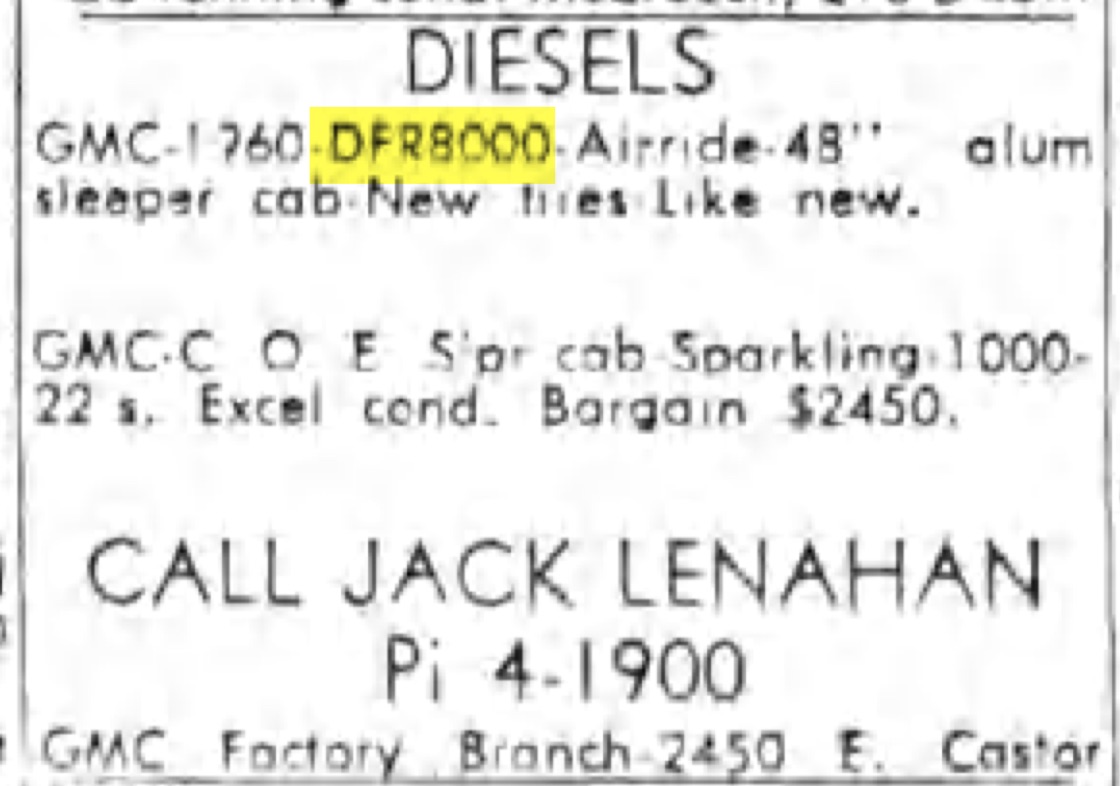 DIESELS
GMC-1960-DFR8000-Airride-48" alum
sleeper cab-New tires-Like new.
GMC-C O E S'pr cab-Sparkling-1000-
22's. Excel cond. Bargain $2450.
CALL JACK LENAHAN
Pi 4-1900
GMC Factory Branch-2450 E. Castor